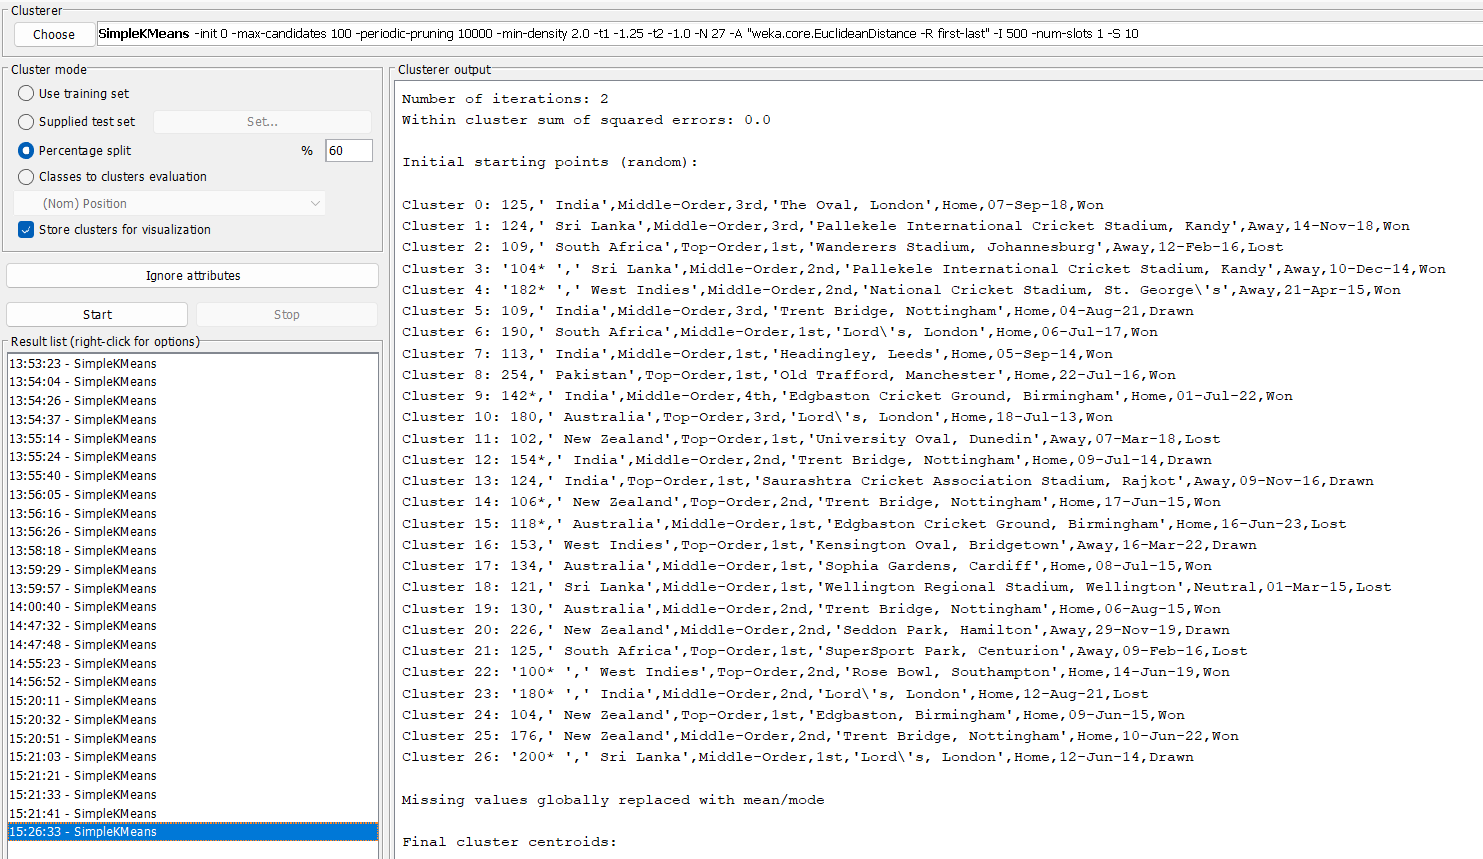 Clusterer
Choose
SimpleKMeans -init 0 -max-candidates 100 -periodic-pruning 10000 -min-density 2.0 -t1 -1.25 -t2 -1.0 -N 27 -A "weka.core.EuclideanDistance -R first-last" -I 500 -num-slots 1 -S 10
Cluster mode
Use training set
Supplied test set
Set...
Percentage split
%
60
Classes to clusters evaluation
(Nom) Position
Store clusters for visualization
Ignore attributes
Start
Stop
Result list (right-click for options)
13:53:23 - SimpleKMeans
13:54:04 - SimpleKMeans
13:54:26 - SimpleKMeans
13:54:37 - SimpleKMeans
13:55:14 - SimpleKMeans
13:55:24 - SimpleKMeans
13:55:40 - SimpleKMeans
13:56:05 - SimpleKMeans
13:56:16 - SimpleKMeans
13:56:26 - SimpleKMeans
13:58:18 - SimpleKMeans
13:59:29 - SimpleKMeans
13:59:57 - SimpleKMeans
14:00:40 - SimpleKMeans
14:47:32 - SimpleKMeans
14:47:48 - SimpleKMeans
14:55:23 - SimpleKMeans
14:56:52 - SimpleKMeans
15:20:11 - SimpleKMeans
15:20:32 - SimpleKMeans
15:20:51 - SimpleKMeans
15:21:03 - SimpleKMeans
15:21:21 - SimpleKMeans
15:21:33 - SimpleKMeans
15:21:41 - SimpleKMeans
15:26:33 - SimpleKMeans
Clusterer output
Number of iterations: 2
Within cluster sum of squared errors: 0.0
Initial starting points (random):
Cluster 0: 125,' India',Middle-Order,3rd,'The Oval, London',Home,07-Sep-18,Won
Cluster 1: 124,' Sri Lanka',Middle-Order,3rd,'Pallekele International Cricket Stadium, Kandy',Away,14-Nov-18,Won
Cluster 2: 109,' South Africa',Top-Order,1st,'Wanderers Stadium, Johannesburg',Away,12-Feb-16,Lost
Cluster 3: '104* ',' Sri Lanka',Middle-Order,2nd,'Pallekele International Cricket Stadium, Kandy',Away,10-Dec-14,Won
Cluster 4: '182* ',' West Indies',Middle-Order,2nd,'National Cricket Stadium, St. George\'s',Away,21-Apr-15,Won
Cluster 5: 109,' India',Middle-Order,3rd,'Trent Bridge, Nottingham',Home,04-Aug-21,Drawn
Cluster 6: 190,' South Africa',Middle-Order,1st,'Lord\'s, London',Home,06-Jul-17,Won
Cluster 7: 113,' India',Middle-Order,1st,'Headingley, Leeds',Home,05-Sep-14,Won
Cluster 8: 254,' Pakistan',Top-Order,1st,'Old Trafford, Manchester',Home,22-Jul-16,Won
Cluster 9: 142*,' India',Middle-Order,4th,'Edgbaston Cricket Ground, Birmingham',Home,01-Jul-22,Won
Cluster 10: 180,' Australia',Top-Order,3rd,'Lord\'s, London',Home,18-Jul-13,Won
Cluster 11: 102,' New Zealand',Top-Order,1st,'University Oval, Dunedin',Away,07-Mar-18,Lost
Cluster 12: 154*,' India',Middle-Order,2nd,'Trent Bridge, Nottingham',Home,09-Jul-14,Drawn
Cluster 13: 124,' India',Top-Order,1st,'Saurashtra Cricket Association Stadium, Rajkot',Away,09-Nov-16,Drawn
Cluster 14: 106*,' New Zealand',Top-Order,2nd,'Trent Bridge, Nottingham',Home,17-Jun-15,Won
Cluster 15: 118*,' Australia',Middle-Order,1st,'Edgbaston Cricket Ground, Birmingham',Home,16-Jun-23,Lost
Cluster 16: 153,' West Indies',Top-Order,1st,'Kensington Oval, Bridgetown',Away,16-Mar-22,Drawn
Cluster 17: 134,' Australia',Middle-Order,1st,'Sophia Gardens, Cardiff',Home,08-Jul-15,Won
Cluster 18: 121,' Sri Lanka',Middle-Order,1st,'Wellington Regional Stadium, Wellington',Neutral,01-Mar-15,Lost
Cluster 19: 130,' Australia',Middle-Order,2nd,'Trent Bridge, Nottingham',Home,06-Aug-15,Won
Cluster 20: 226,' New Zealand',Middle-Order,2nd,'Seddon Park, Hamilton',Away,29-Nov-19,Drawn
Cluster 21: 125,' South Africa',Top-Order,1st,'SuperSport Park, Centurion',Away,09-Feb-16,Lost
Cluster 22: '100* ',' West Indies',Top-Order,2nd,'Rose Bowl, Southampton',Home,14-Jun-19,Won
Cluster 23: '180* ',' India',Middle-Order,2nd,'Lord\'s, London',Home,12-Aug-21,Lost
Cluster 24: 104,' New Zealand',Top-Order,1st,'Edgbaston, Birmingham',Home,09-Jun-15,Won
Cluster 25: 176,' New Zealand',Middle-Order,2nd,'Trent Bridge, Nottingham',Home,10-Jun-22,Won
Cluster 26: '200* ',' Sri Lanka',Middle-Order,1st,'Lord\'s, London',Home,12-Jun-14,Drawn
Missing values globally replaced with mean/mode
Final cluster centroids: